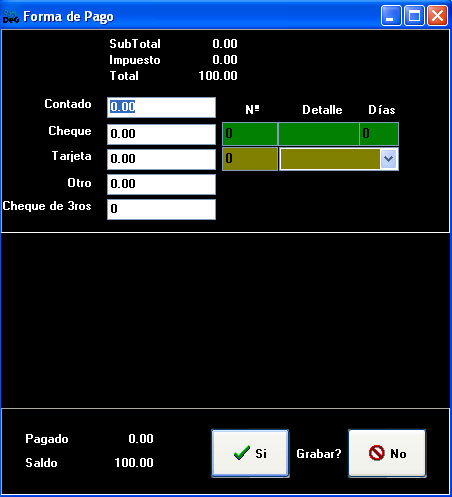 DeG Forma de Pago
SubTotal 0.00
Impuesto 0.00
Total 100.00
Contado 0.00 Nº Detalle Días
Cheque 0.00 0 0
Tarjeta 0.00 0
Otro 0.00
Cheque de 3ros 0
Pagado 0.00
Saldo 100.00
Si Grabar? No